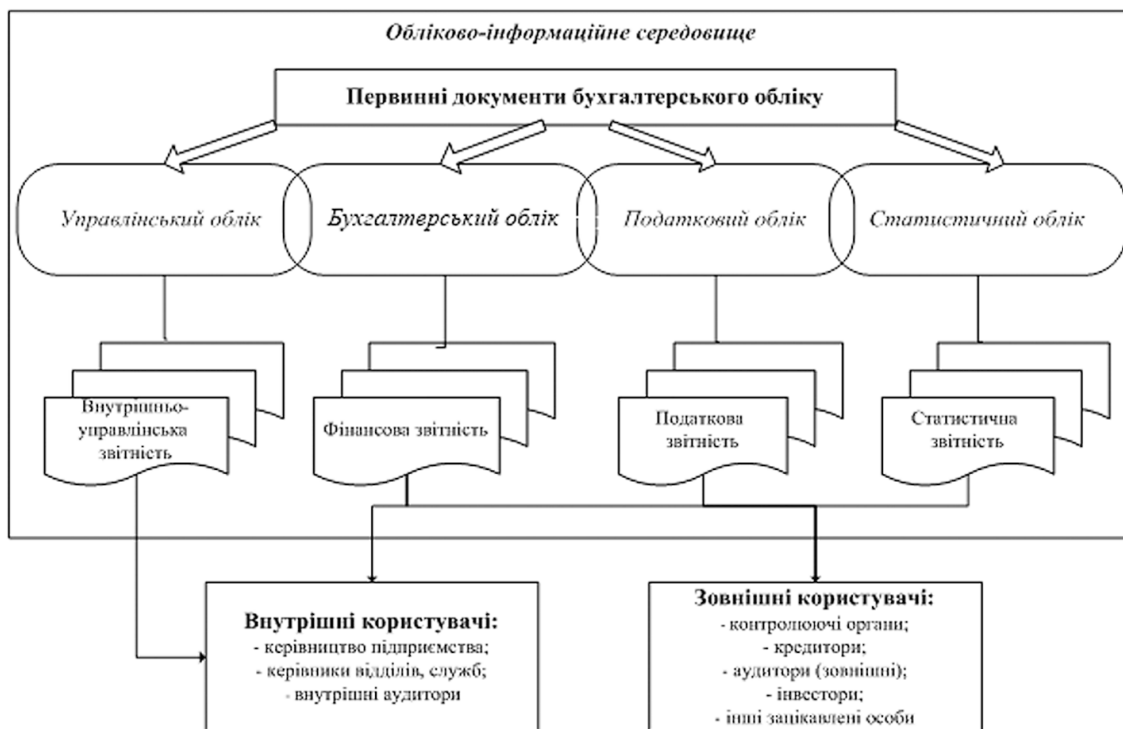 Обліково-інформаційне середовище
Первинні документи бухгалтерського обліку
Управлінський облік
Бухгалтерський облік
Податковий облік
Статистичний облік
Внутрішньо-
управлінська
звітність
Фінансова звітність
Податкова
звітність
Статистична
звітність
Внутрішні користувачі:
- керівництво підприємства;
- керівники відділів, служб;
- внутрішні аудитори
Зовнішні користувачі:
- контролюючі органи;
- кредитори;
- аудитори (зовнішні);
- інвестори;
- інші зацікавлені особи